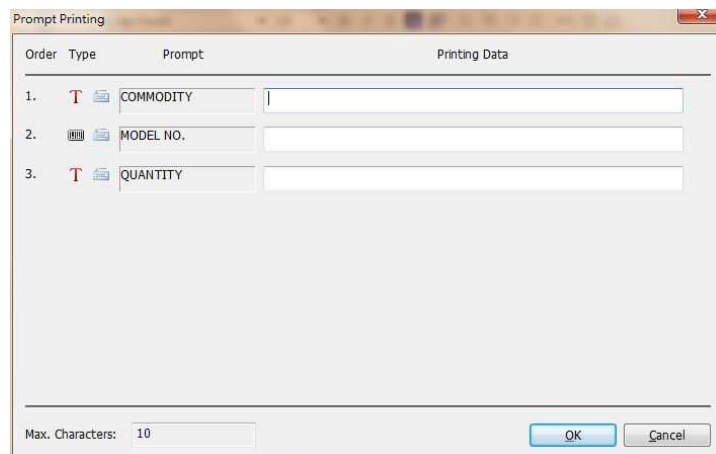 Prompt Printing
Order Type Prompt Printing Data
1. T COMMODITY
2. MODEL NO.
3. T QUANTITY
Max. Characters: 10 OK Cancel